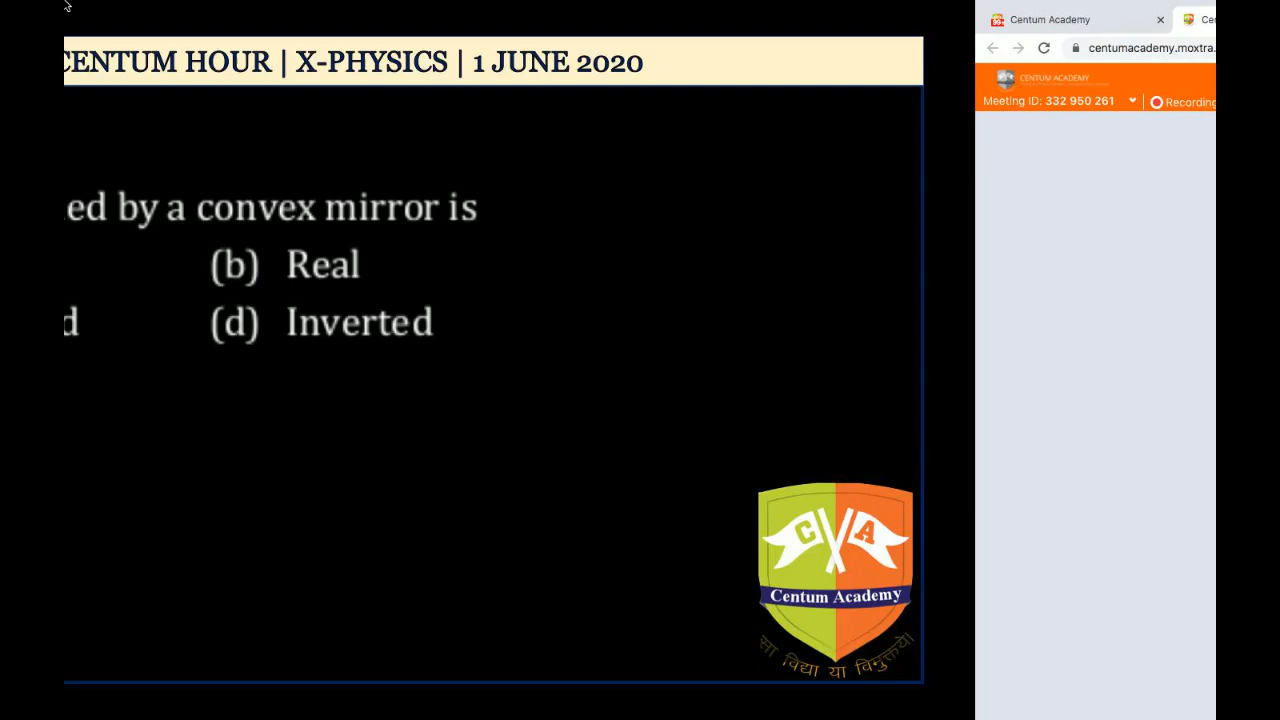 CENTUM HOUR | X-PHYSICS | 1 JUNE 2020
by a convex mirror is
(b) Real
(d) Inverted
C A
Centum Academy
सा विद्या या विमुक्तये।
Centum Academy
centumacademy.moxtra.
CENTUM ACADEMY
Meeting ID: 332 950 261
Recording